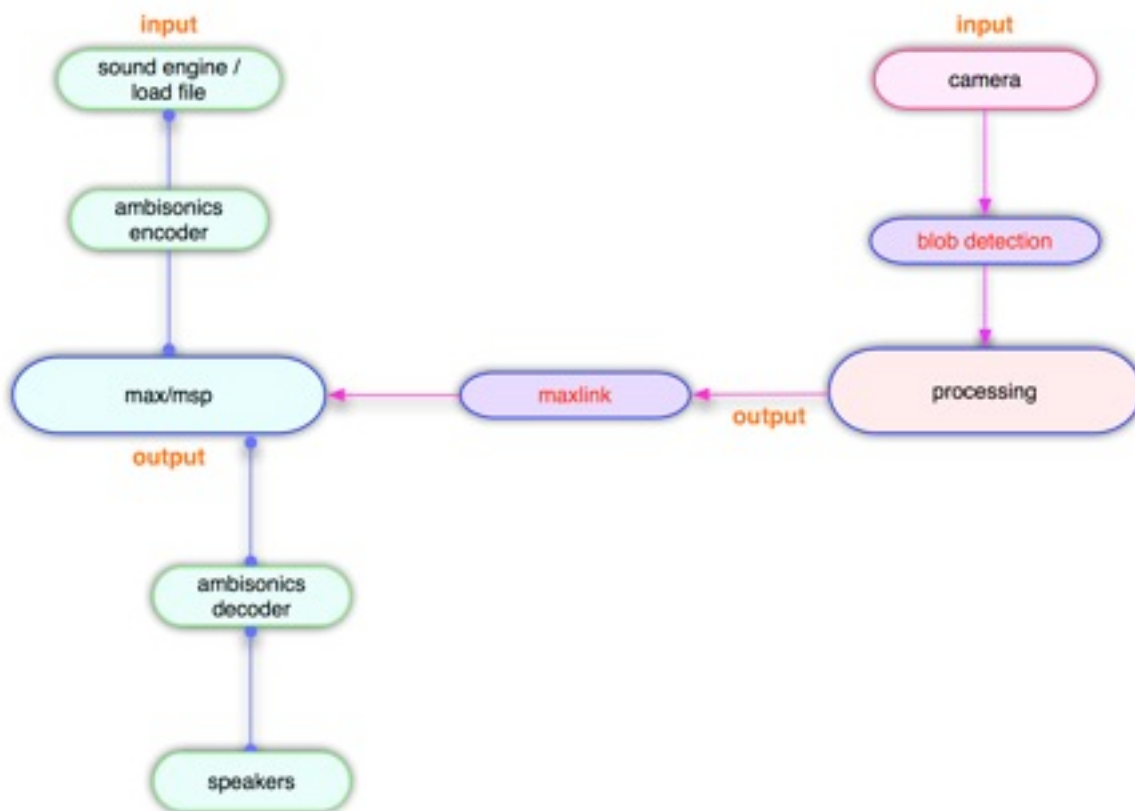 input
sound engine /
load file
ambisonics
encoder
max/msp
output
ambisonics
decoder
speakers
maxlink
output
input
camera
blob detection
processing